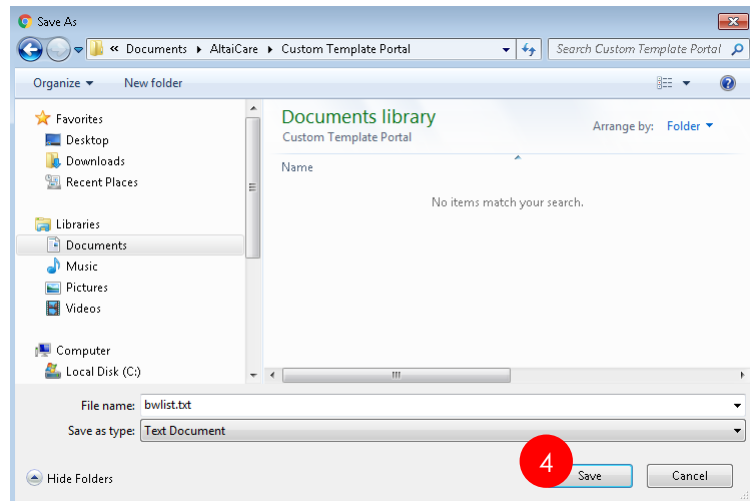 Save As
« Documents AltaiCare Custom Template Portal Search Custom Template Portal
Organize New folder
Favorites
Desktop
Downloads
Recent Places
Libraries
Documents
Music
Pictures
Videos
Computer
Local Disk (C:)
Documents library
Custom Template Portal
Arrange by: Folder
Name
No items match your search.
File name: bwlist.txt
Save as type: Text Document
Hide Folders
4
Save Cancel